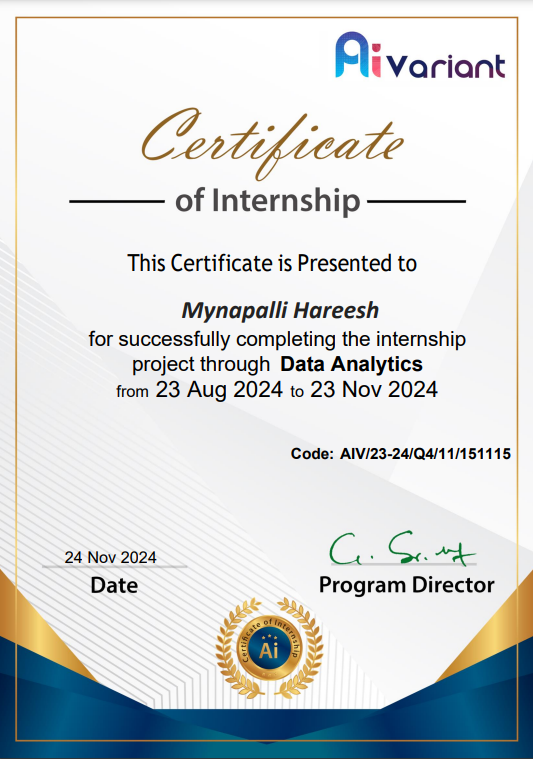 Ai Variant
Certificate
of Internship
This Certificate is Presented to
Mynapalli Hareesh
for successfully completing the internship
project through Data Analytics
from 23 Aug 2024 to 23 Nov 2024
Code: AIV/23-24/Q4/11/151115
24 Nov 2024
Date
Program Director
Certificate of Internship
Ai